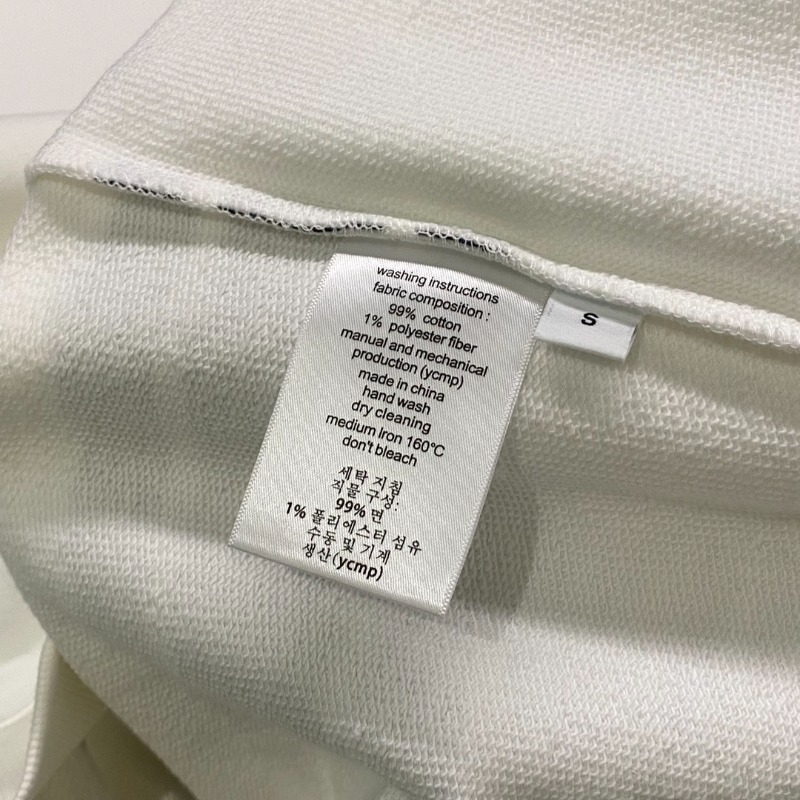 washing instructions
fabric composition :
99% cotton
1% polyester fiber
manual and mechanical
production (ycmp)
made in china
hand wash
dry cleaning
medium Iron 160℃
don't bleach
세탁 지침
직물 구성:
99% 면
1% 폴리에스터 섬유
수동 및 기계
생산(ycmp)
S